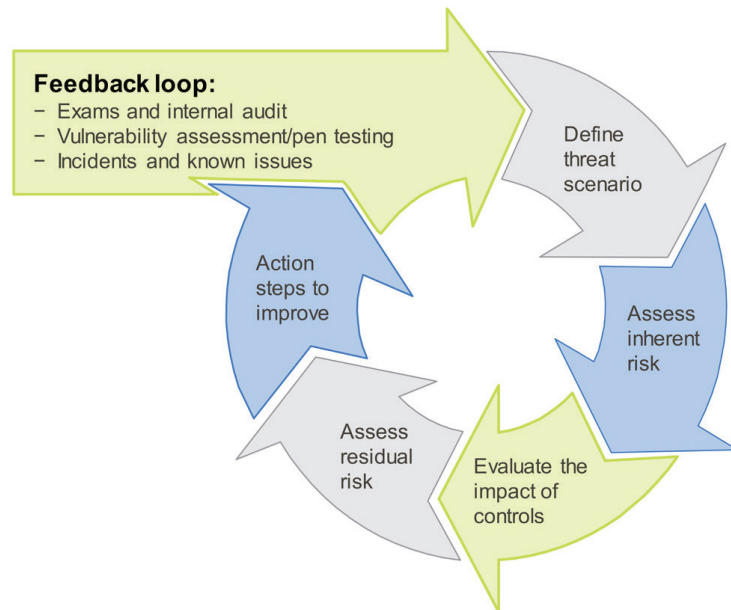 Feedback loop:
− Exams and internal audit
− Vulnerability assessment/pen testing
− Incidents and known issues
Define
threat
scenario
Assess
inherent
risk
Evaluate the
impact of
controls
Assess
residual
risk
Action
steps to
improve